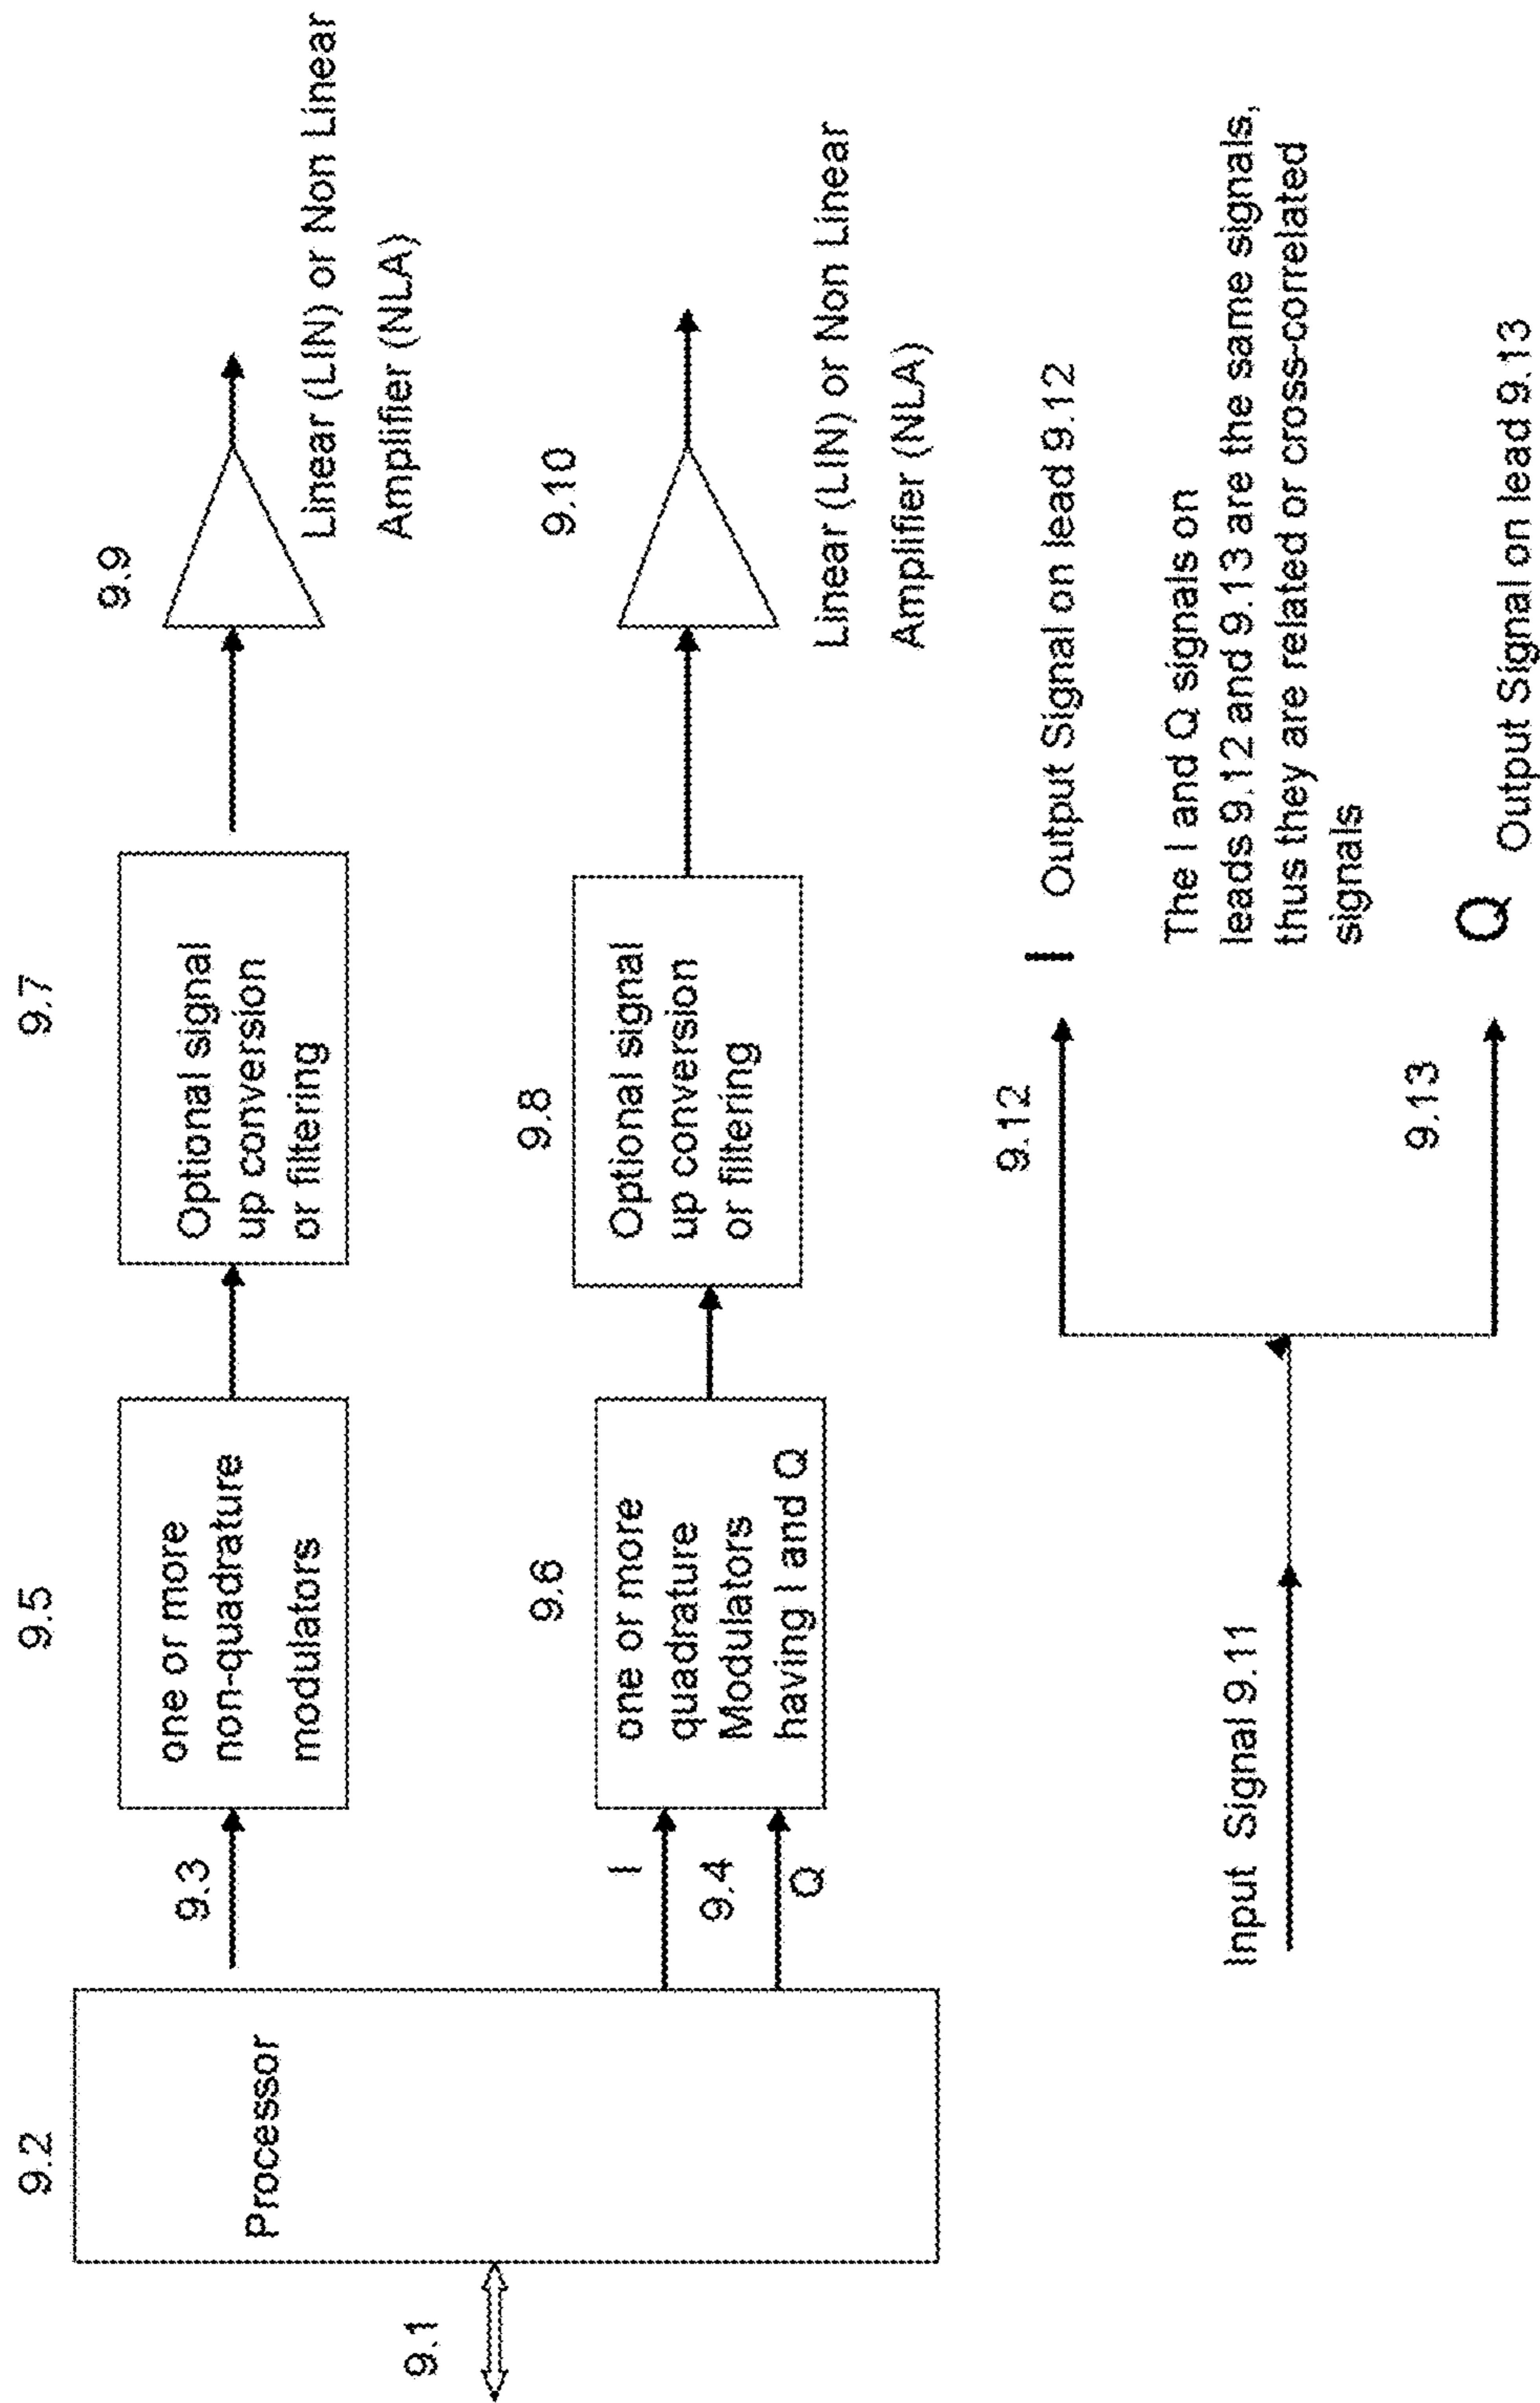 9.1
9.2
Processor
9.3
9.5
one or more
non-quadrature
modulators
9.7
Optional signal
up conversion
or filtering
9.9
Linear (LIN) or Non Linear
Amplifier (NLA)
I
9.4
Q
9.6
one or more
quadrature
Modulators
having I and Q
9.8
Optional signal
up conversion
or filtering
9.10
Linear (LIN) or Non Linear
Amplifier (NLA)
Input Signal 9.11
9.12
I Output Signal on lead 9.12
The I and Q signals on
leads 9.12 and 9.13 are the same signals,
thus they are related or cross-correlated
signals
9.13
Q
Output Signal on lead 9.13